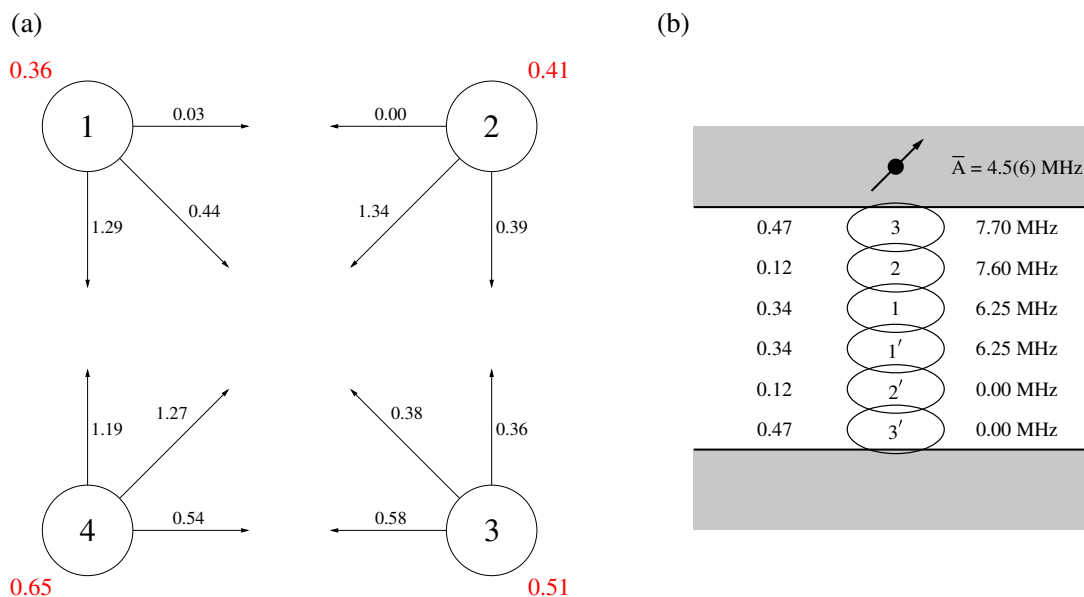 (a)
(b)
0.36
0.41
1
0.03
0.00
2
1.29
0.44
1.34
0.39
1.19
1.27
0.38
0.36
4
0.54
0.58
3
0.65
0.51
A̅ = 4.5(6) MHz
0.47 3 7.70 MHz
0.12 2 7.60 MHz
0.34 1 6.25 MHz
0.34 1′ 6.25 MHz
0.12 2′ 0.00 MHz
0.47 3′ 0.00 MHz